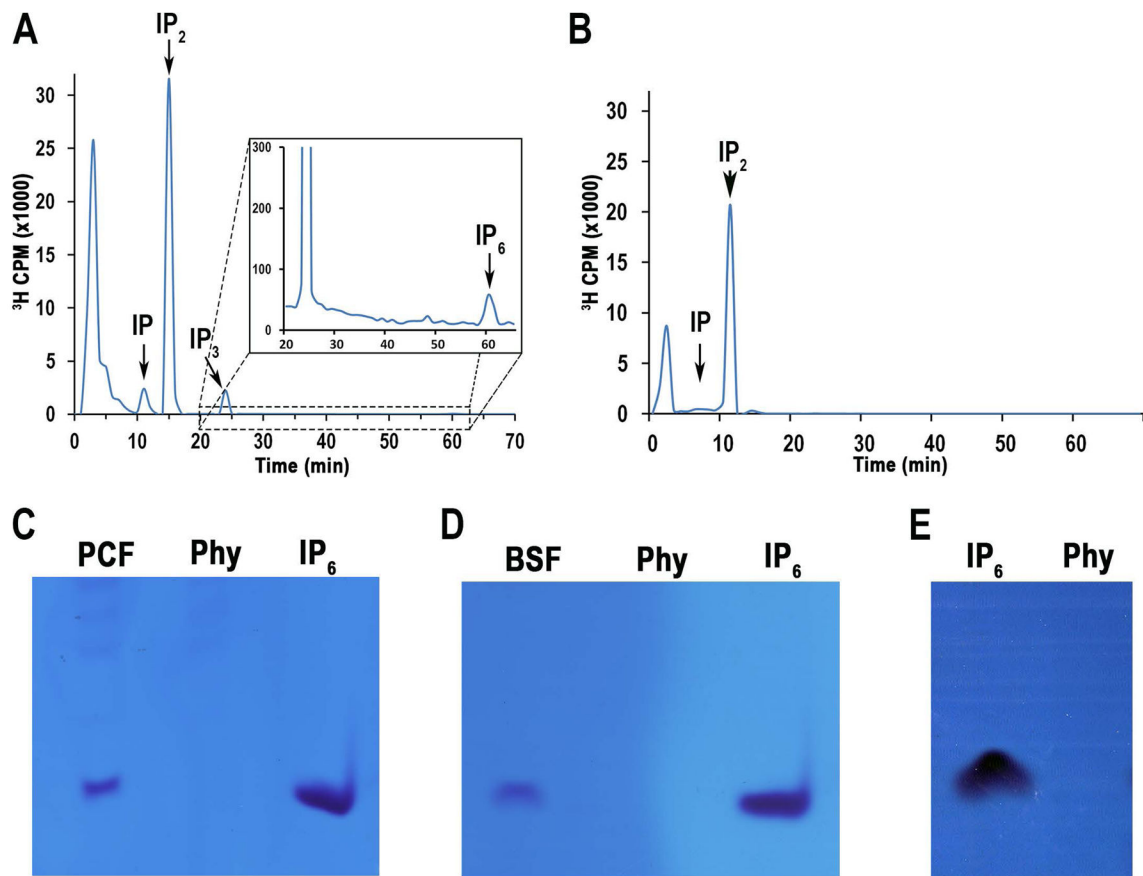 A
IP2
IP
IP3
³H CPM (x1000)
30
25
20
15
10
5
0
0 10 20 30 40 50 60 70
Time (min)
300
200
100
0
20 30 40 50 60
IP6
B
IP2
IP
³H CPM (x1000)
30
25
20
15
10
5
0
0 10 20 30 40 50 60
Time (min)
C
PCF Phy IP6
D
BSF Phy IP6
E
IP6 Phy